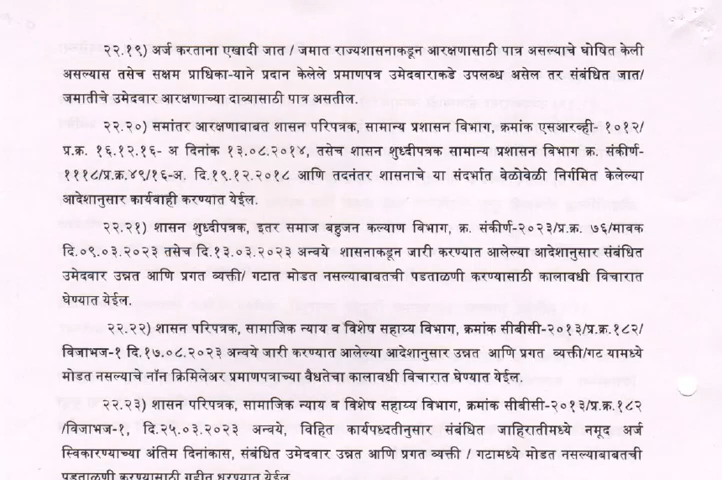 २२.१९) अर्ज करताना एखादी जात / जमात राज्यशासनाकडून आरक्षणासाठी पात्र असल्याचे घोषित केली
असल्यास तसेच सक्षम प्राधिका-याने प्रदान केलेले प्रमाणपत्र उमेदवाराकडे उपलब्ध असेल तर संबंधित जात/
जमातीचे उमेदवार आरक्षणाच्या दाव्यासाठी पात्र असतील.
२२.२०) समांतर आरक्षणाबाबत शासन परिपत्रक, सामान्य प्रशासन विभाग, क्रमांक एसआरव्ही- १०१२/
प्र.क्र. १६.१२.१६- अ दिनांक १३.०८.२०१४, तसेच शासन शुध्दीपत्रक सामान्य प्रशासन विभाग क्र. संकीर्ण-
१११८/प्र.क्र.४९/१६-अ. दि.१९.१२.२०१८ आणि तदनंतर शासनाचे या संदर्भात वेळोवेळी निर्गमित केलेल्या
आदेशानुसार कार्यवाही करण्यात येईल.
२२.२१) शासन शुध्दीपत्रक, इतर समाज बहुजन कल्याण विभाग, क्र. संकीर्ण-२०२३/प्र.क्र. ७६/मावक
दि.०९.०३.२०२३ तसेच दि.१३.०३.२०२३ अन्वये शासनाकडून जारी करण्यात आलेल्या आदेशानुसार संबंधित
उमेदवार उन्नत आणि प्रगत व्यक्ती/ गटात मोडत नसल्याबाबतची पडताळणी करण्यासाठी कालावधी विचारात
घेण्यात येईल.
२२.२२) शासन परिपत्रक, सामाजिक न्याय व विशेष सहाय्य विभाग, क्रमांक सीबीसी-२०१३/प्र.क्र.१८२/
विजाभज-१ दि.१७.०८.२०२३ अन्वये जारी करण्यात आलेल्या आदेशानुसार उन्नत आणि प्रगत व्यक्ती/गट यामध्ये
मोडत नसल्याचे नॉन क्रिमिलेअर प्रमाणपत्राच्या वैधतेचा कालावधी विचारात घेण्यात येईल.
२२.२३) शासन परिपत्रक, सामाजिक न्याय व विशेष सहाय्य विभाग, क्रमांक सीबीसी-२०१३/प्र.क्र.१८२
/विजाभज-१, दि.२५.०३.२०२३ अन्वये, विहित कार्यपध्दतीनुसार संबंधित जाहिरातीमध्ये नमूद अर्ज
स्विकारण्याच्या अंतिम दिनांकास, संबंधित उमेदवार उन्नत आणि प्रगत व्यक्ती / गटामध्ये मोडत नसल्याबाबतची
पडताळणी करण्यासाठी गृहीत धरण्यात येईल